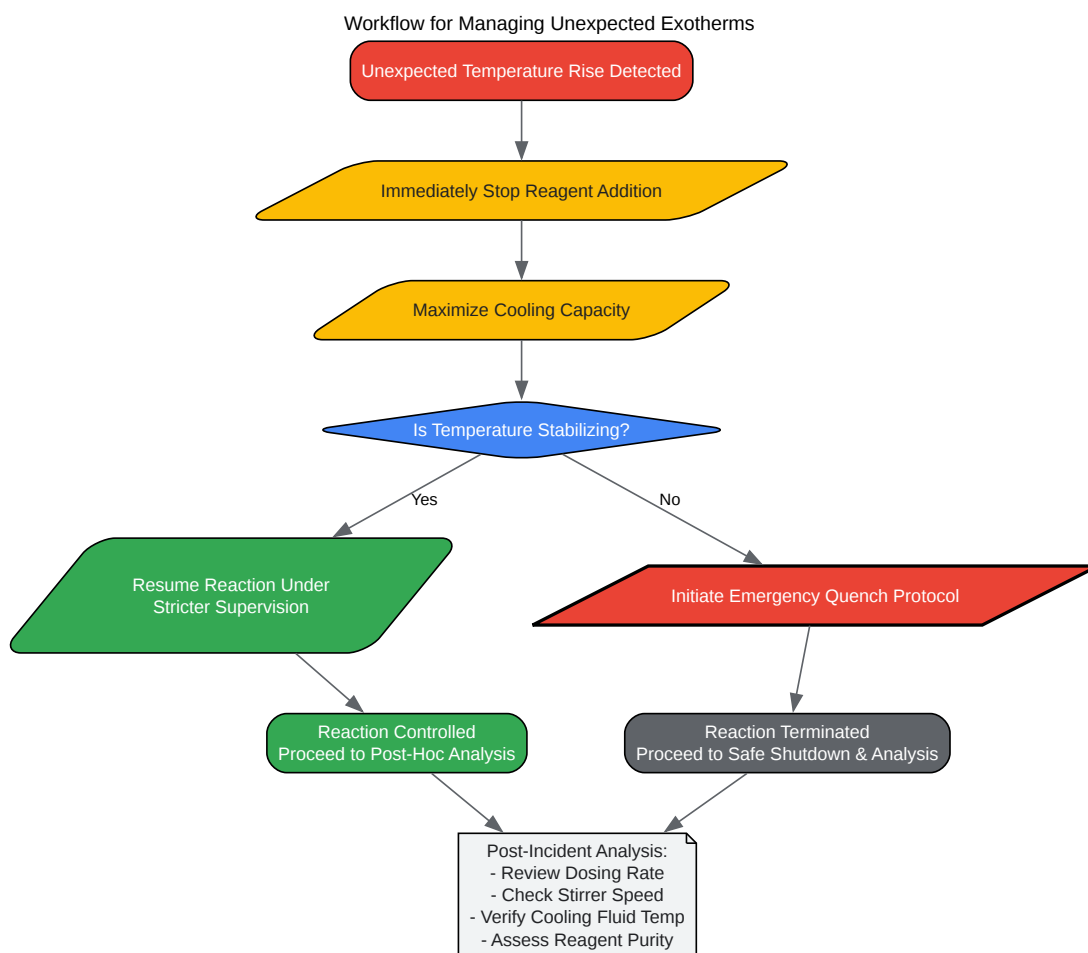 Workflow for Managing Unexpected Exotherms
Unexpected Temperature Rise Detected
Immediately Stop Reagent Addition
Maximize Cooling Capacity
Is Temperature Stabilizing?
Yes
No
Resume Reaction Under
Stricter Supervision
Initiate Emergency Quench Protocol
Reaction Controlled
Proceed to Post-Hoc Analysis
Reaction Terminated
Proceed to Safe Shutdown & Analysis
Post-Incident Analysis:
- Review Dosing Rate
- Check Stirrer Speed
- Verify Cooling Fluid Temp
- Assess Reagent Purity